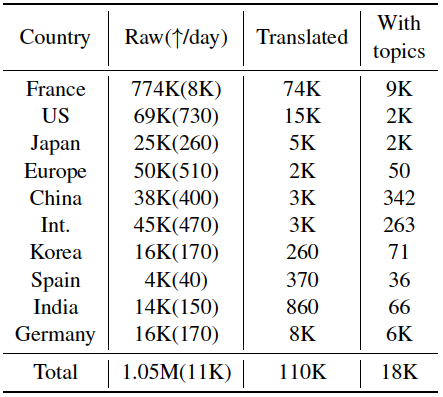 Country Raw(↑/day) Translated With topics
France 774K(8K) 74K 9K
US 69K(730) 15K 2K
Japan 25K(260) 5K 2K
Europe 50K(510) 2K 50
China 38K(400) 3K 342
Int. 45K(470) 3K 263
Korea 16K(170) 260 71
Spain 4K(40) 370 36
India 14K(150) 860 66
Germany 16K(170) 8K 6K
Total 1.05M(11K) 110K 18K